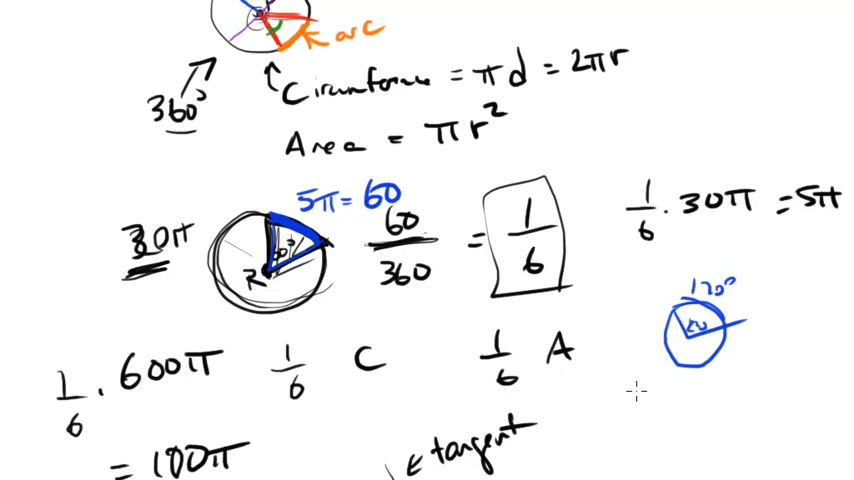 arc
360°
Circumference = πd = 2πr
Area = πr²
5π = 60
30π
60/360 = 1/6
1/6 · 30π = 5π
R
120°
1/6 · 600π
1/6 C
1/6 A
= 100π
tangent